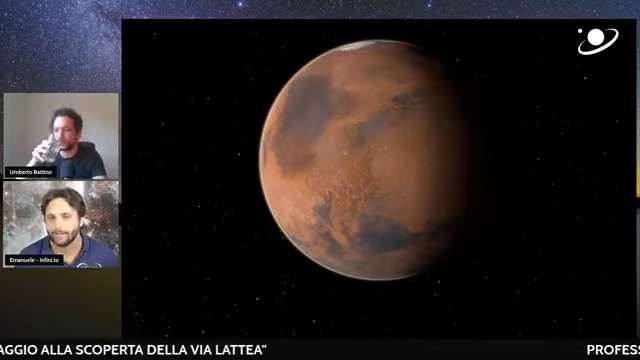 Umberto Battino
Emanuele - Infini.to
AGGIO ALLA SCOPERTA DELLA VIA LATTEA" PROFESS